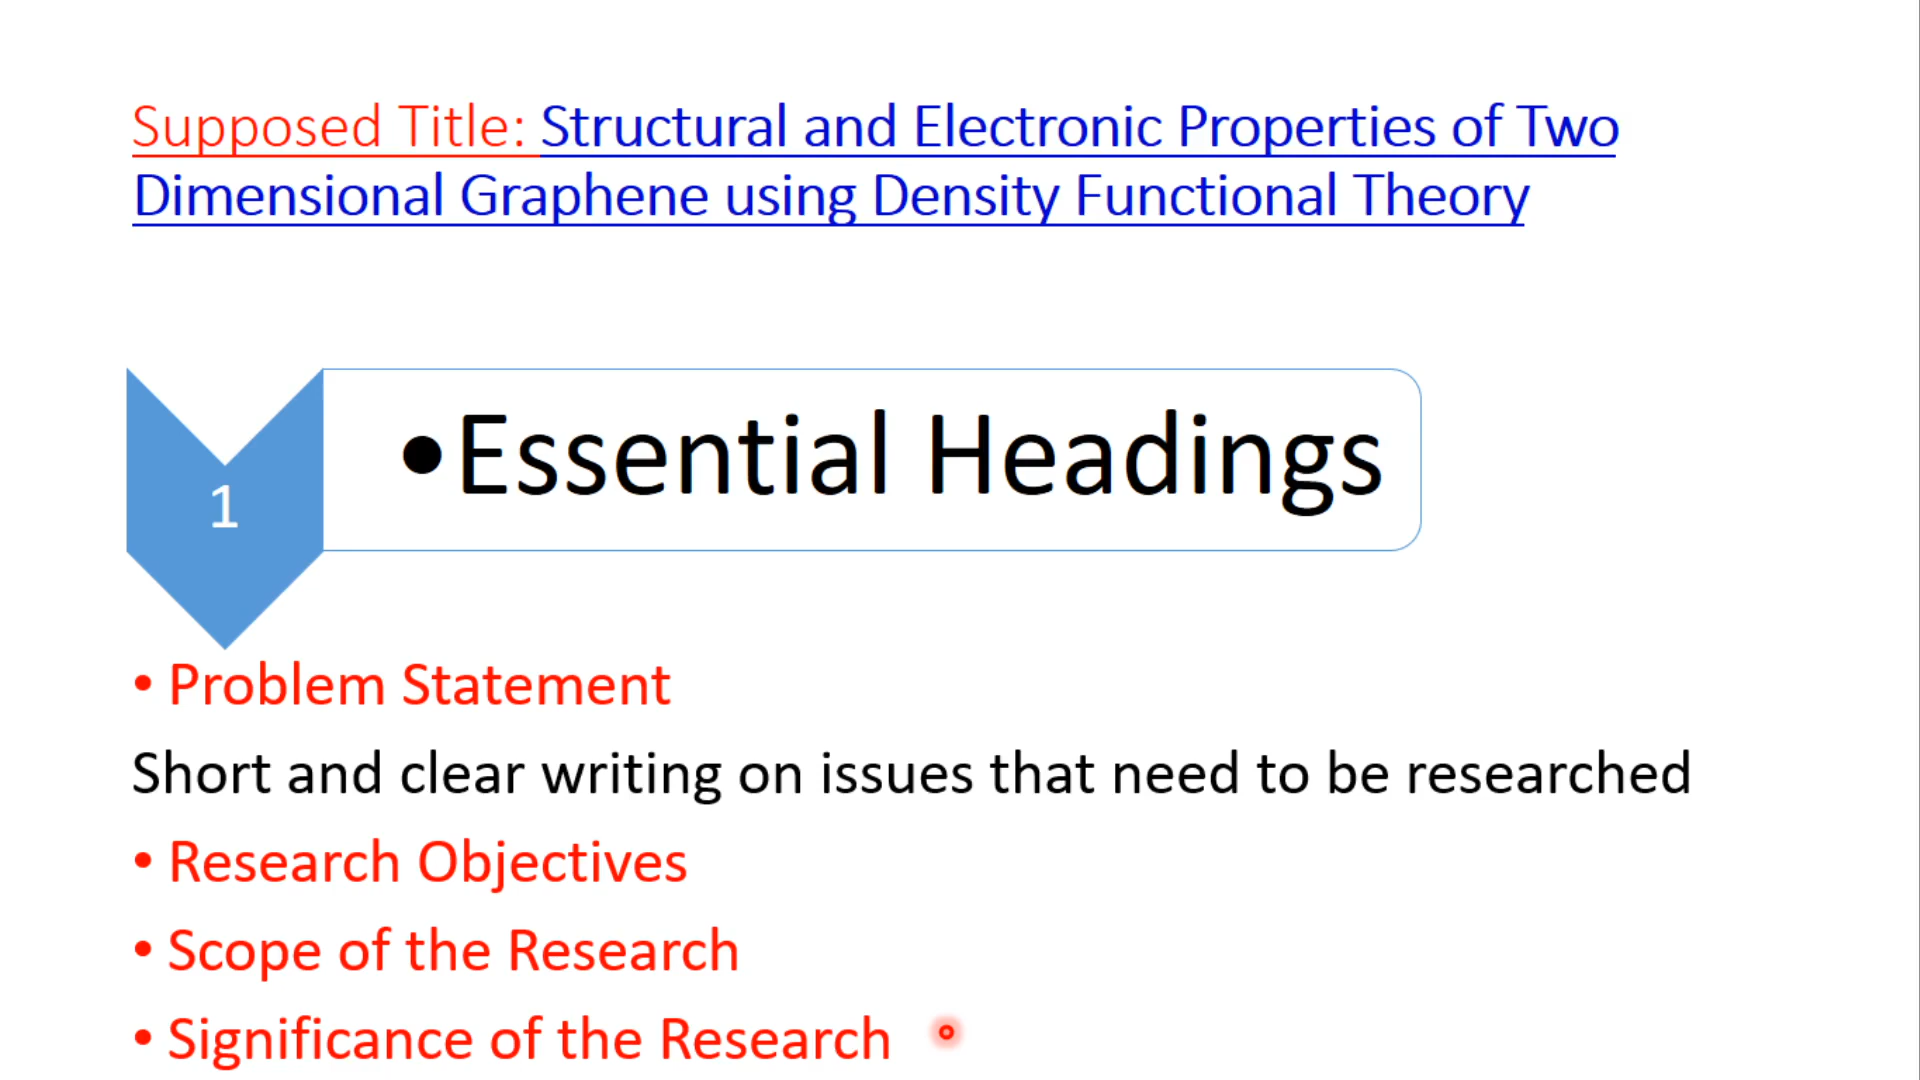 Supposed Title: Structural and Electronic Properties of Two
Dimensional Graphene using Density Functional Theory
1
•Essential Headings
• Problem Statement
Short and clear writing on issues that need to be researched
• Research Objectives
• Scope of the Research
• Significance of the Research